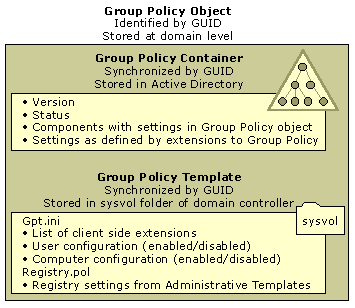 Group Policy Object
Identified by GUID
Stored at domain level
Group Policy Container
Synchronized by GUID
Stored in Active Directory
• Version
• Status
• Components with settings in Group Policy object
• Settings as defined by extensions to Group Policy
Group Policy Template
Synchronized by GUID
Stored in sysvol folder of domain controller
sysvol
Gpt.ini
• List of client side extensions
• User configuration (enabled/disabled)
• Computer configuration (enabled/disabled)
Registry.pol
• Registry settings from Administrative Templates